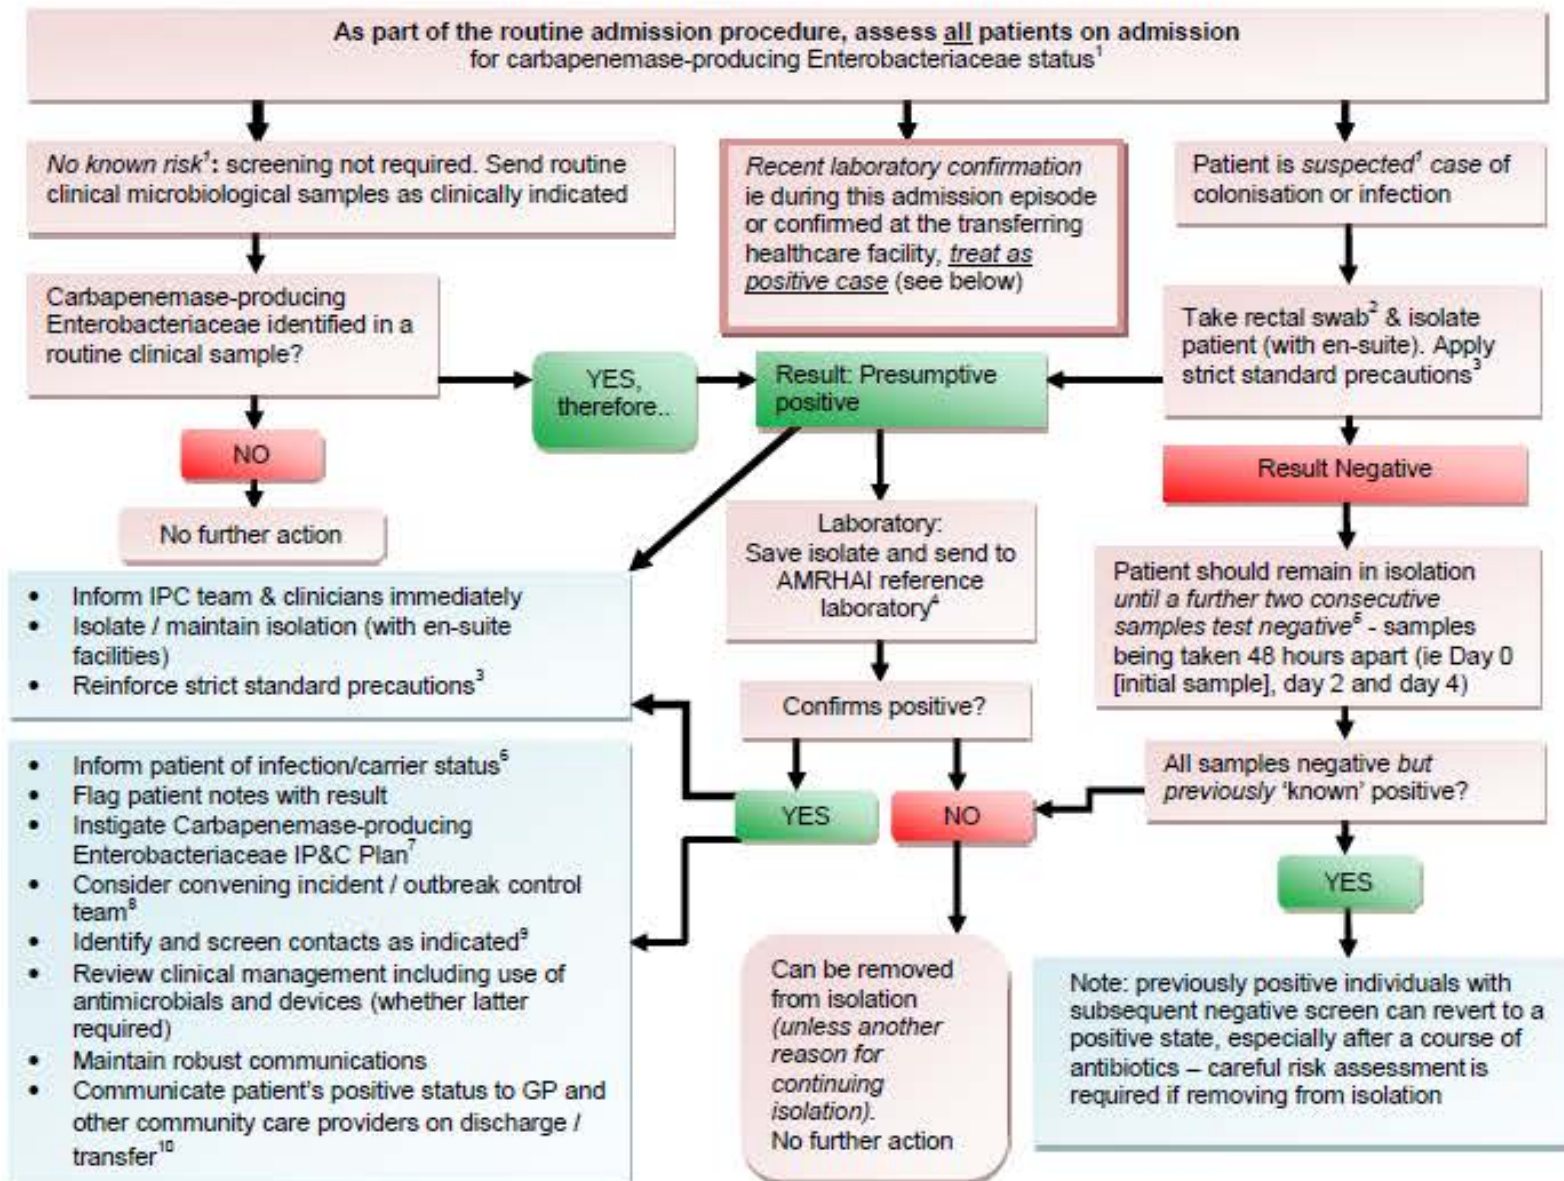 As part of the routine admission procedure, assess all patients on admission
for carbapenemase-producing Enterobacteriaceae status¹
No known risk¹: screening not required. Send routine
clinical microbiological samples as clinically indicated
Recent laboratory confirmation
ie during this admission episode
or confirmed at the transferring
healthcare facility, treat as
positive case (see below)
Patient is suspected¹ case of
colonisation or infection
Carbapenemase-producing
Enterobacteriaceae identified in a
routine clinical sample?
YES,
therefore..
Result: Presumptive
positive
Take rectal swab² & isolate
patient (with en-suite). Apply
strict standard precautions³
NO
No further action
Result Negative
Laboratory:
Save isolate and send to
AMRHAI reference
laboratory⁴
Patient should remain in isolation
until a further two consecutive
samples test negative⁵ - samples
being taken 48 hours apart (ie Day 0
[initial sample], day 2 and day 4)
• Inform IPC team & clinicians immediately
• Isolate / maintain isolation (with en-suite
facilities)
• Reinforce strict standard precautions³
Confirms positive?
YES
NO
All samples negative but
previously 'known' positive?
YES
• Inform patient of infection/carrier status⁶
• Flag patient notes with result
• Instigate Carbapenemase-producing
Enterobacteriaceae IP&C Plan⁷
• Consider convening incident / outbreak control
team⁸
• Identify and screen contacts as indicated⁹
• Review clinical management including use of
antimicrobials and devices (whether latter
required)
• Maintain robust communications
• Communicate patient's positive status to GP and
other community care providers on discharge /
transfer¹⁰
Can be removed
from isolation
(unless another
reason for
continuing
isolation).
No further action
Note: previously positive individuals with
subsequent negative screen can revert to a
positive state, especially after a course of
antibiotics – careful risk assessment is
required if removing from isolation